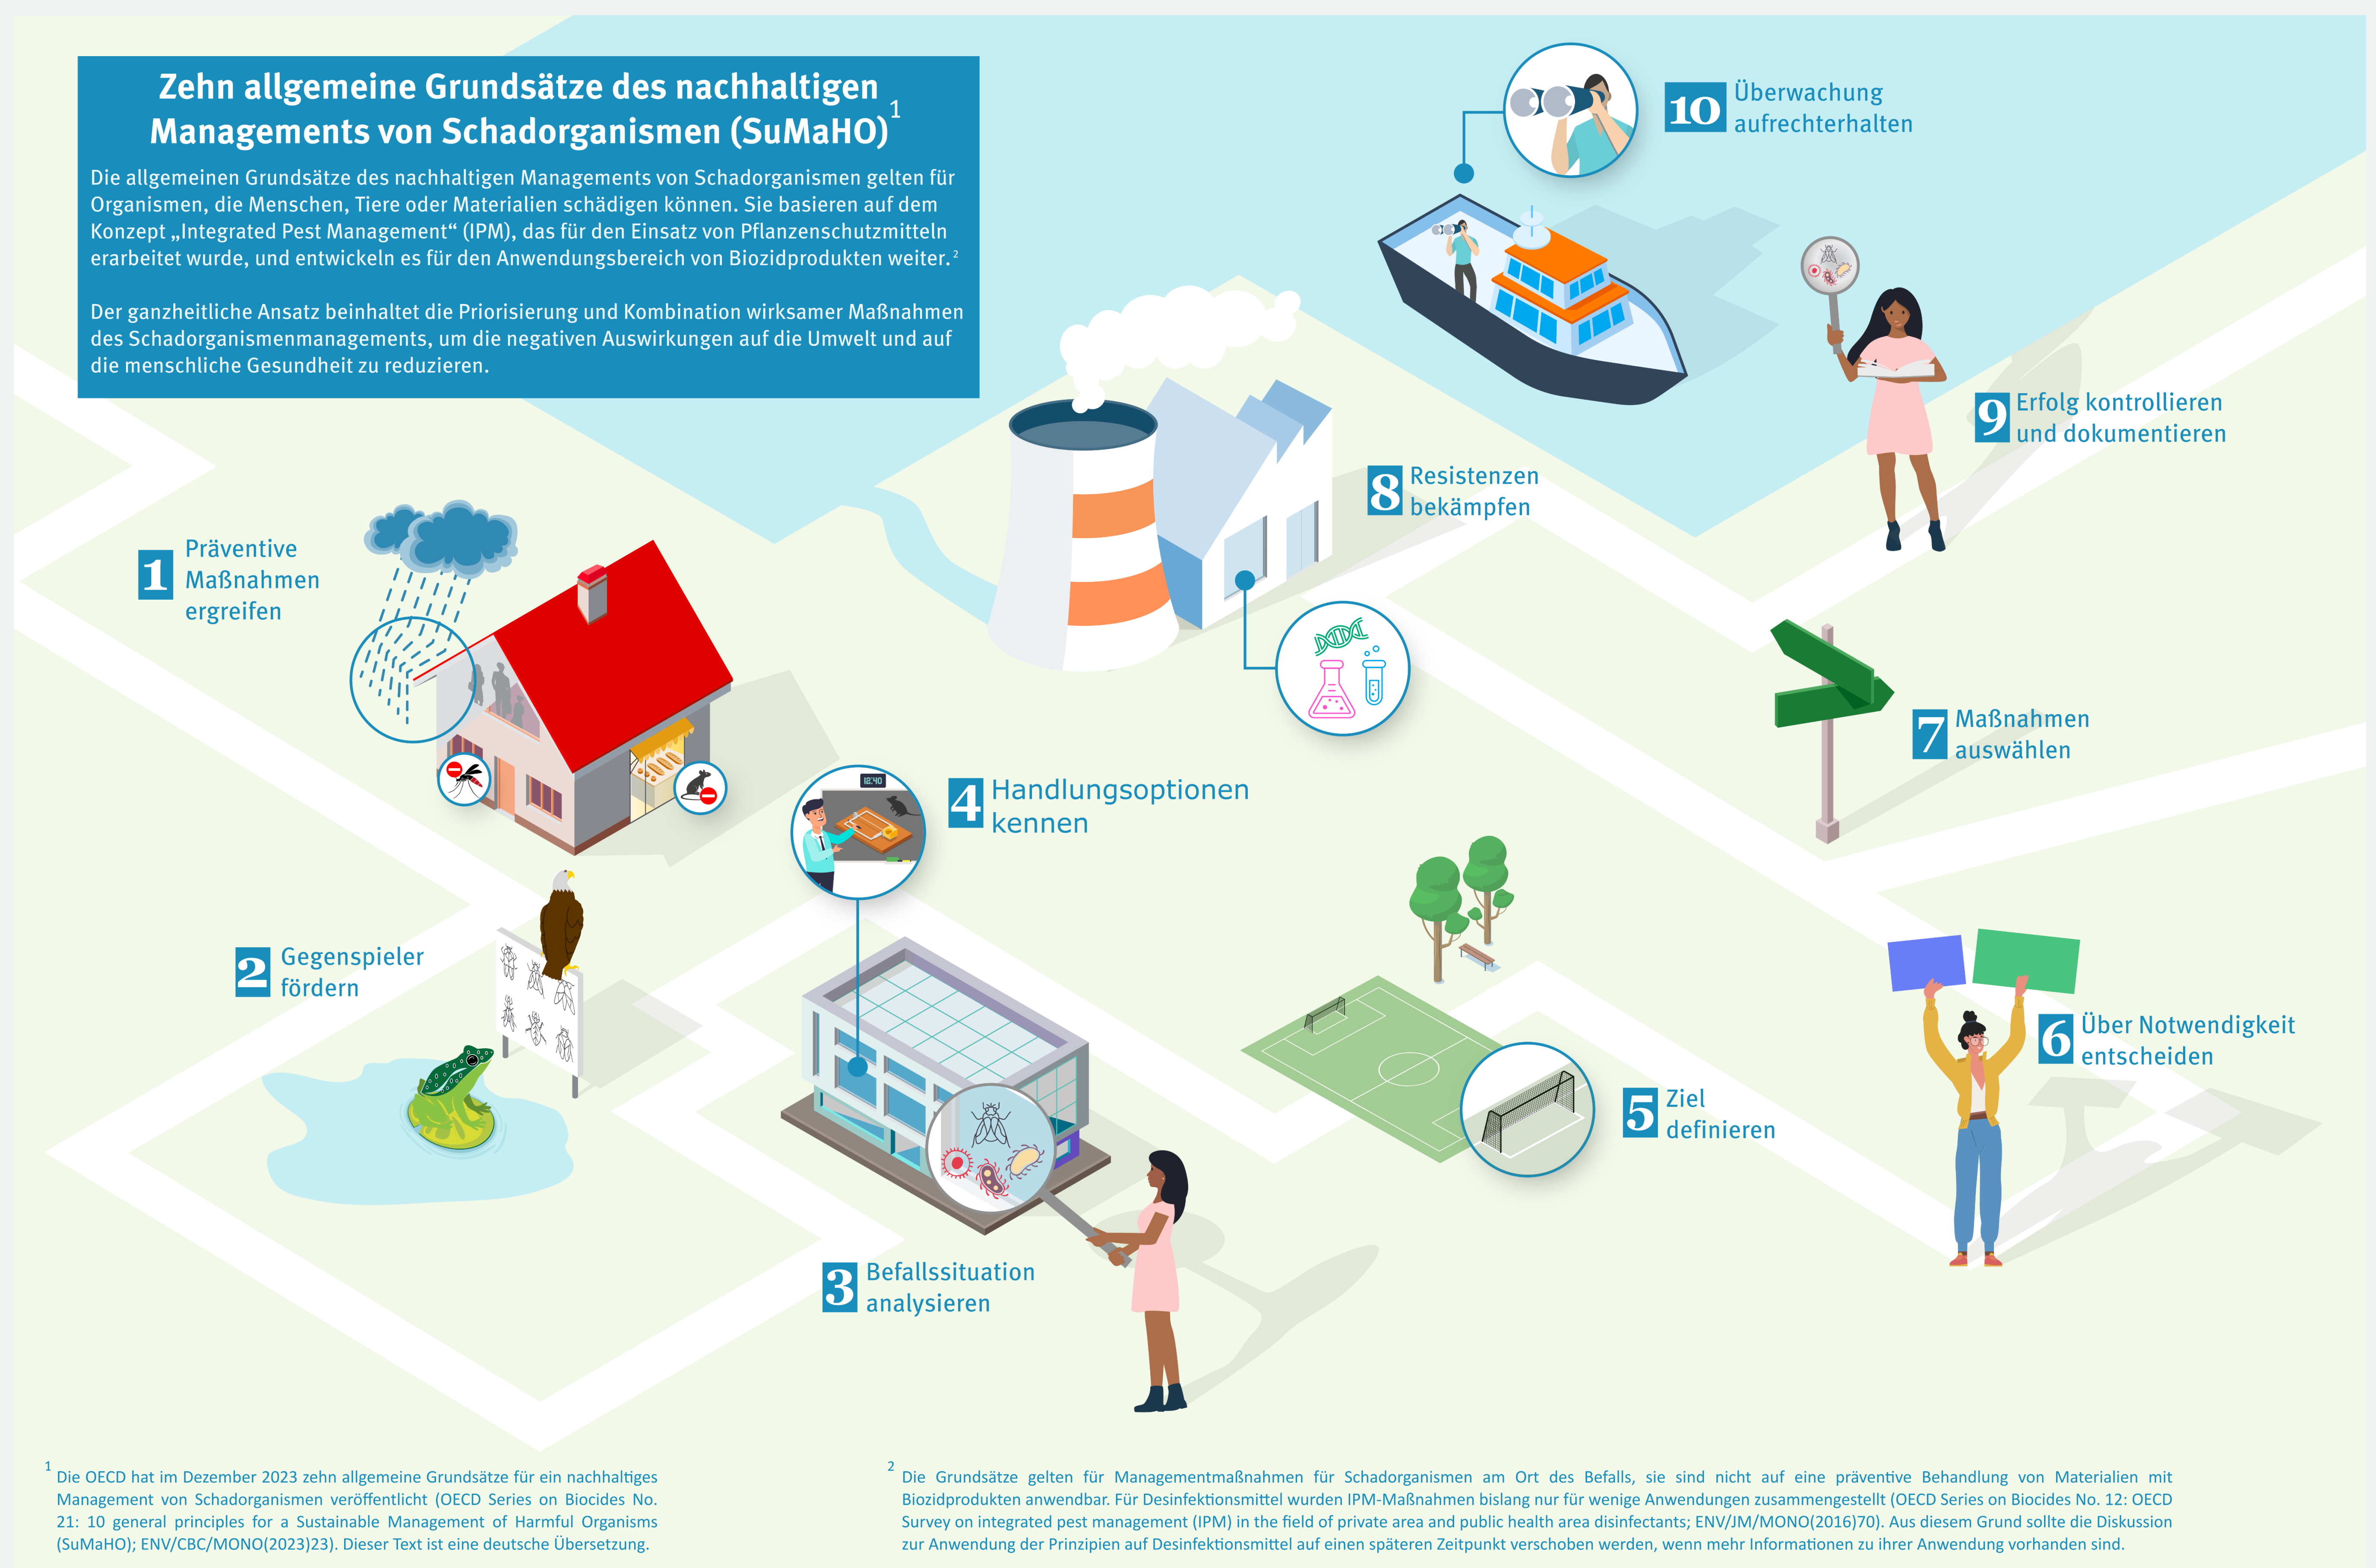 Zehn allgemeine Grundsätze des nachhaltigen
Managements von Schadorganismen (SuMaHO)1
Die allgemeinen Grundsätze des nachhaltigen Managements von Schadorganismen gelten für
Organismen, die Menschen, Tiere oder Materialien schädigen können. Sie basieren auf dem
Konzept „Integrated Pest Management“ (IPM), das für den Einsatz von Pflanzenschutzmitteln
erarbeitet wurde, und entwickeln es für den Anwendungsbereich von Biozidprodukten weiter.2
Der ganzheitliche Ansatz beinhaltet die Priorisierung und Kombination wirksamer Maßnahmen
des Schadorganismenmanagements, um die negativen Auswirkungen auf die Umwelt und auf
die menschliche Gesundheit zu reduzieren.
1 Präventive
Maßnahmen
ergreifen
2 Gegenspieler
fördern
3 Befallssituation
analysieren
12:40
4 Handlungsoptionen
kennen
5 Ziel
definieren
6 Über Notwendigkeit
entscheiden
7 Maßnahmen
auswählen
8 Resistenzen
bekämpfen
9 Erfolg kontrollieren
und dokumentieren
10 Überwachung
aufrechterhalten
1 Die OECD hat im Dezember 2023 zehn allgemeine Grundsätze für ein nachhaltiges
Management von Schadorganismen veröffentlicht (OECD Series on Biocides No.
21: 10 general principles for a Sustainable Management of Harmful Organisms
(SuMaHO); ENV/CBC/MONO(2023)23). Dieser Text ist eine deutsche Übersetzung.
2 Die Grundsätze gelten für Managementmaßnahmen für Schadorganismen am Ort des Befalls, sie sind nicht auf eine präventive Behandlung von Materialien mit
Biozidprodukten anwendbar. Für Desinfektionsmittel wurden IPM-Maßnahmen bislang nur für wenige Anwendungen zusammengestellt (OECD Series on Biocides No. 12: OECD
Survey on integrated pest management (IPM) in the field of private area and public health area disinfectants; ENV/JM/MONO(2016)70). Aus diesem Grund sollte die Diskussion
zur Anwendung der Prinzipien auf Desinfektionsmittel auf einen späteren Zeitpunkt verschoben werden, wenn mehr Informationen zu ihrer Anwendung vorhanden sind.